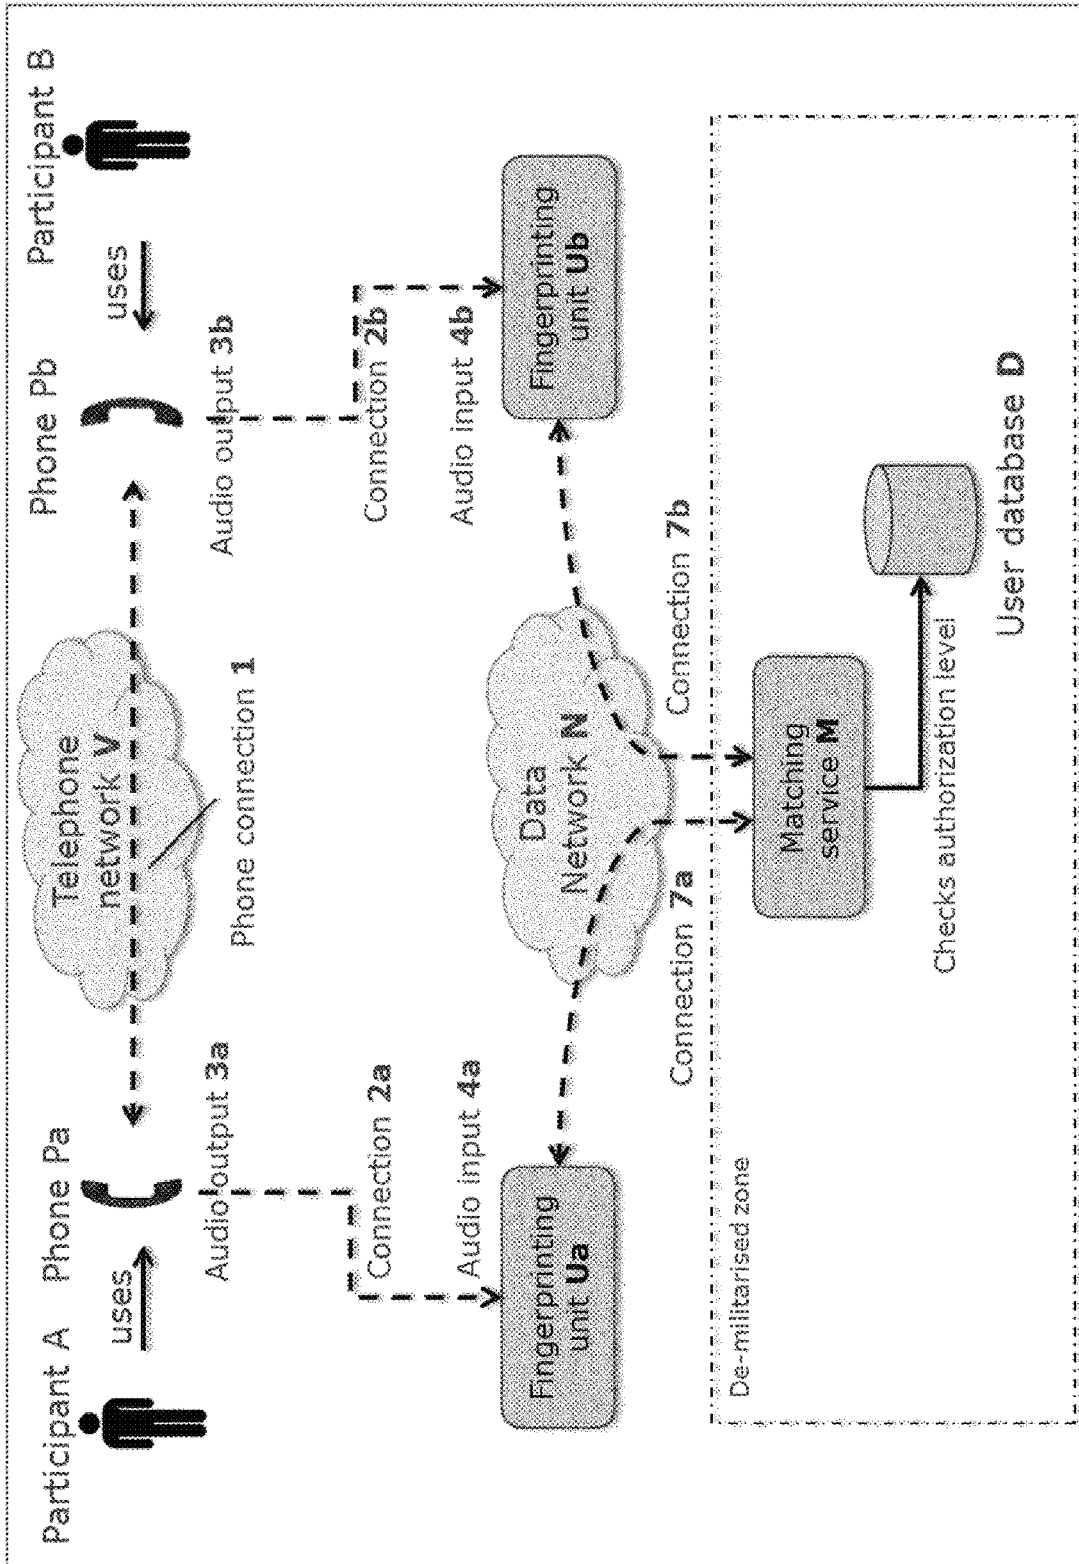 Participant A
uses
Phone Pa
Telephone
network V
Phone connection 1
Phone Pb
uses
Participant B
Audio output 3a
Connection 2a
Audio input 4a
Audio output 3b
Connection 2b
Audio input 4b
Fingerprinting
unit Ua
Data
Network N
Fingerprinting
unit Ub
Connection 7a
Connection 7b
De-militarised zone
Matching
service M
Checks authorization level
User database D